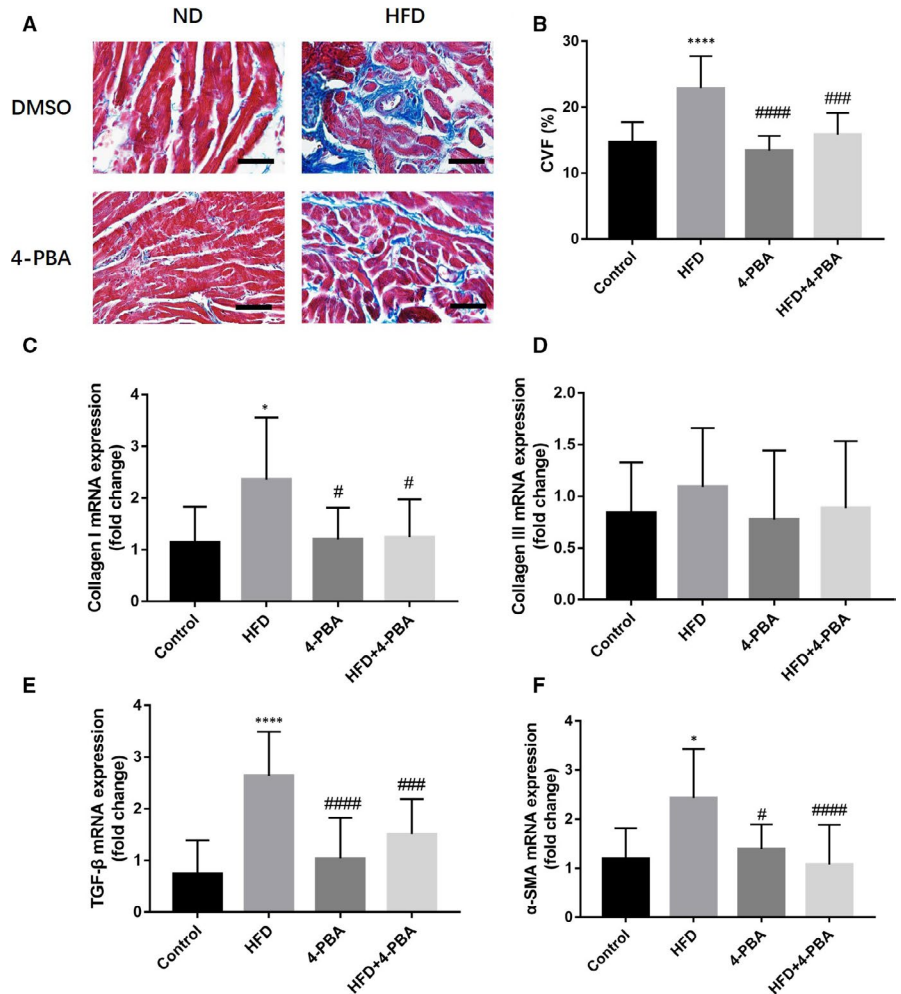 A
ND
HFD
DMSO
4-PBA
B
CVF (%)
30
20
10
0
****
####
###
Control
HFD
4-PBA
HFD+4-PBA
C
Collagen I mRNA expression
(fold change)
4
3
2
1
0
*
#
#
Control
HFD
4-PBA
HFD+4-PBA
D
Collagen III mRNA expression
(fold change)
2.0
1.5
1.0
0.5
0.0
Control
HFD
4-PBA
HFD+4-PBA
E
TGF-β mRNA expression
(fold change)
4
3
2
1
0
****
####
###
Control
HFD
4-PBA
HFD+4-PBA
F
α-SMA mRNA expression
(fold change)
4
3
2
1
0
*
#
####
Control
HFD
4-PBA
HFD+4-PBA